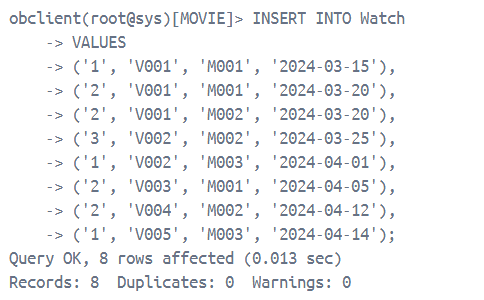 obclient(root@sys)[MOVIE]> INSERT INTO Watch
    -> VALUES
    -> ('1', 'V001', 'M001', '2024-03-15'),
    -> ('2', 'V001', 'M001', '2024-03-20'),
    -> ('2', 'V001', 'M002', '2024-03-20'),
    -> ('3', 'V002', 'M002', '2024-03-25'),
    -> ('1', 'V002', 'M003', '2024-04-01'),
    -> ('2', 'V003', 'M001', '2024-04-05'),
    -> ('2', 'V004', 'M002', '2024-04-12'),
    -> ('1', 'V005', 'M003', '2024-04-14');
Query OK, 8 rows affected (0.013 sec)
Records: 8  Duplicates: 0  Warnings: 0